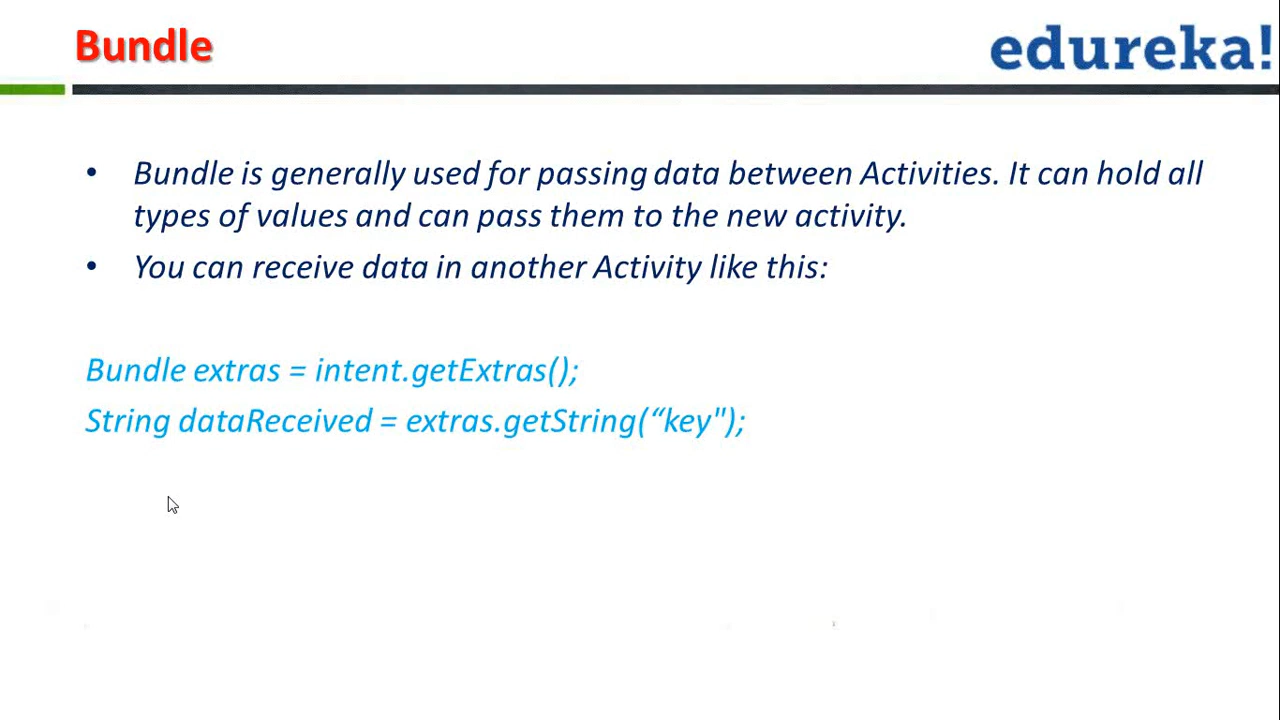 Bundle
edureka!
• Bundle is generally used for passing data between Activities. It can hold all
types of values and can pass them to the new activity.
• You can receive data in another Activity like this:
Bundle extras = intent.getExtras();
String dataReceived = extras.getString(“key");